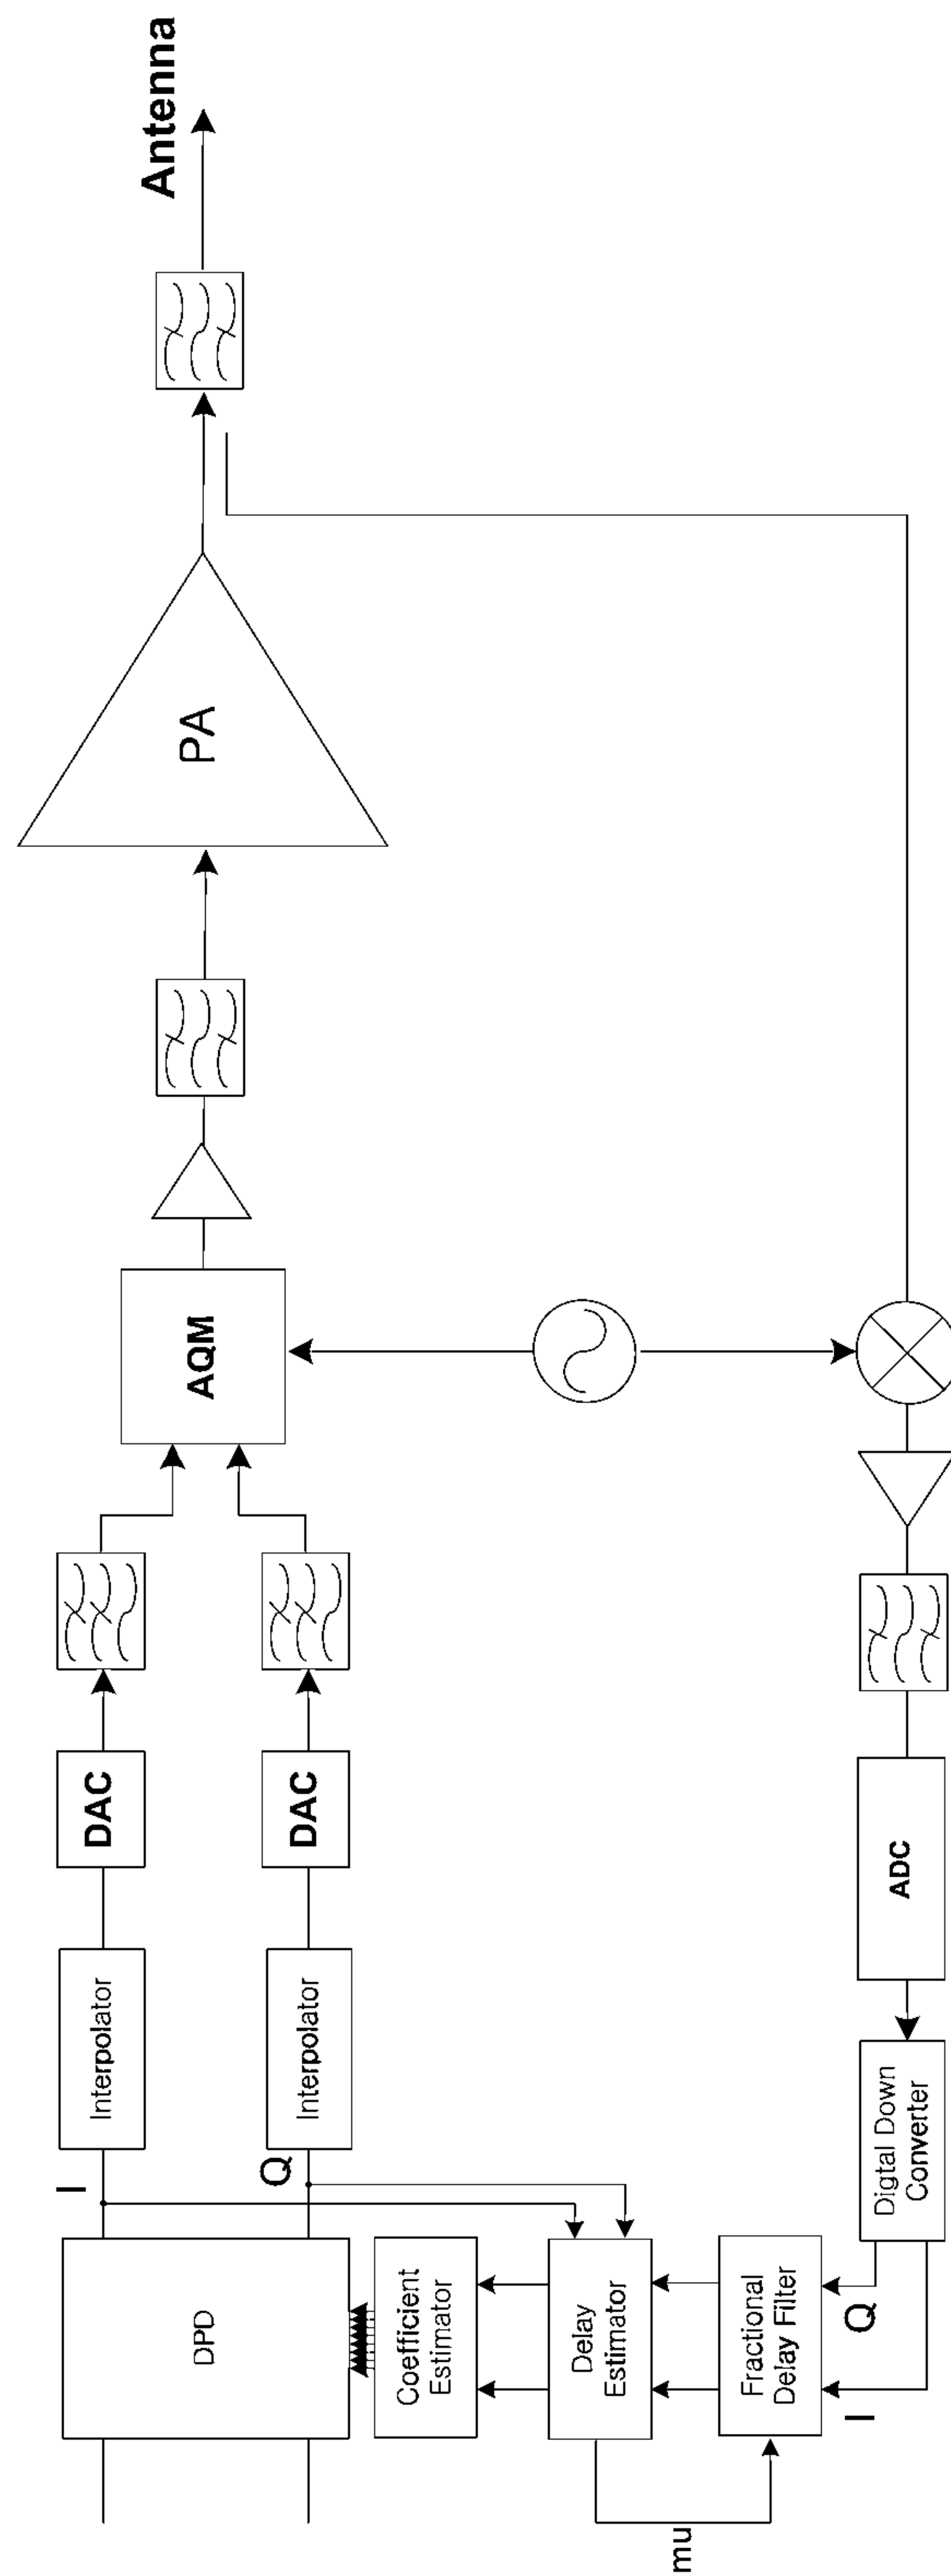 I
Interpolator
DAC
DPD
Q
Interpolator
DAC
AQM
PA
Antenna
Coefficient
Estimator
Delay
Estimator
mu
Fractional
Delay Filter
Q
I
Digtal Down
Converter
ADC